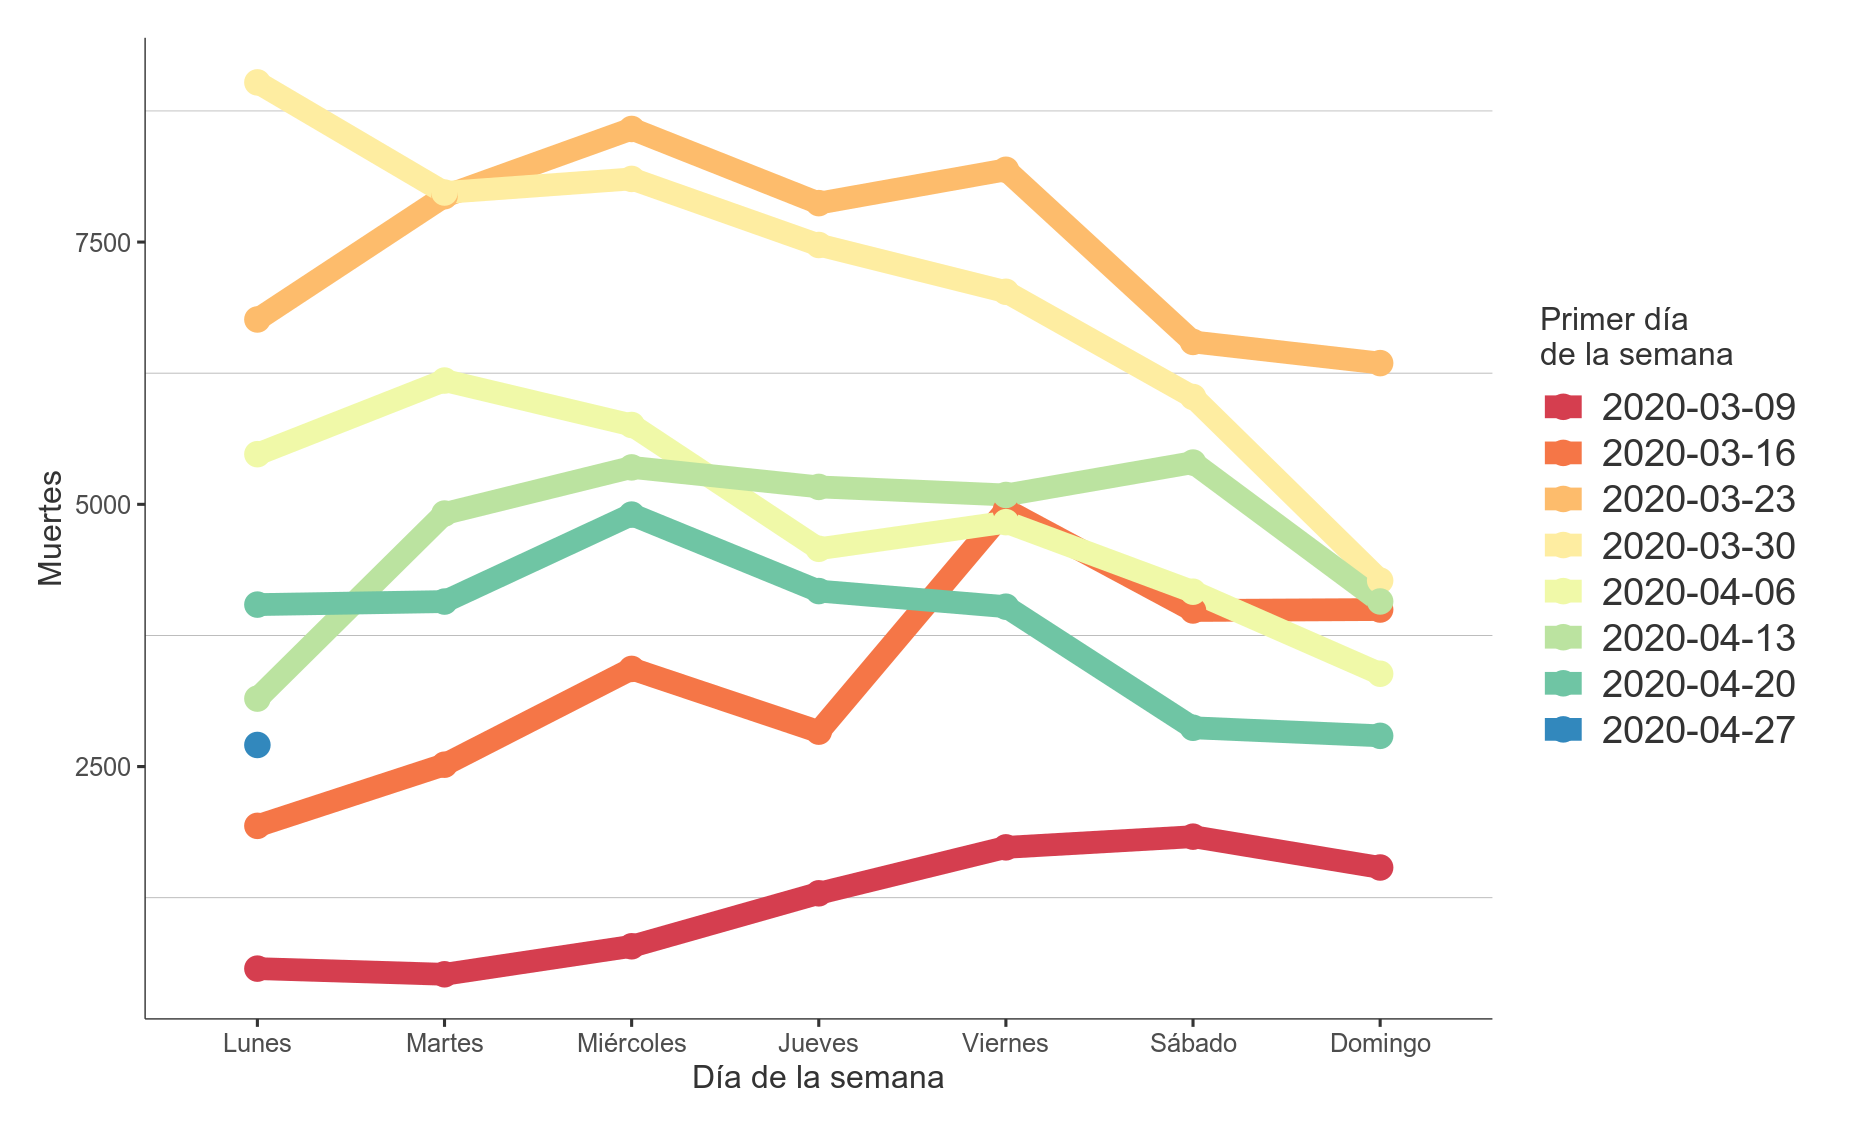 7500
5000
2500
Muertes
Lunes
Martes
Miércoles
Jueves
Viernes
Sábado
Domingo
Día de la semana
Primer día
de la semana
2020-03-09
2020-03-16
2020-03-23
2020-03-30
2020-04-06
2020-04-13
2020-04-20
2020-04-27